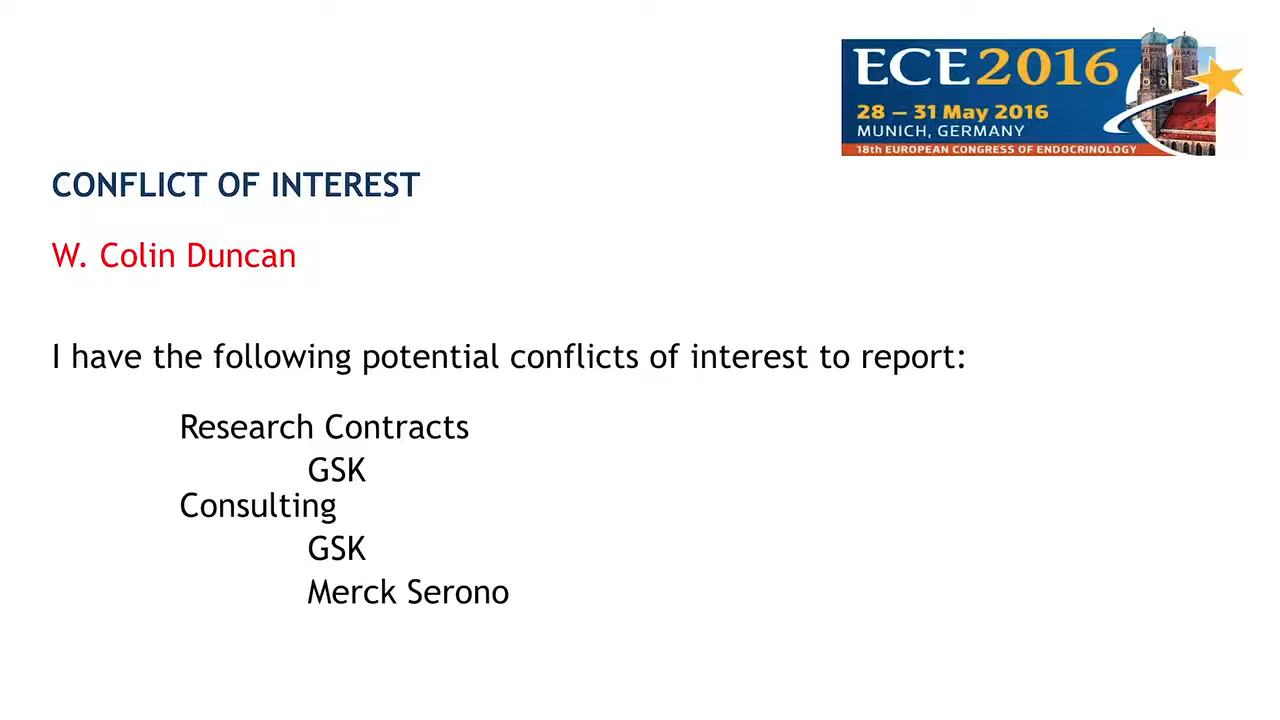 ECE2016
28 – 31 May 2016
MUNICH, GERMANY
18th EUROPEAN CONGRESS OF ENDOCRINOLOGY
CONFLICT OF INTEREST
W. Colin Duncan
I have the following potential conflicts of interest to report:
Research Contracts
GSK
Consulting
GSK
Merck Serono